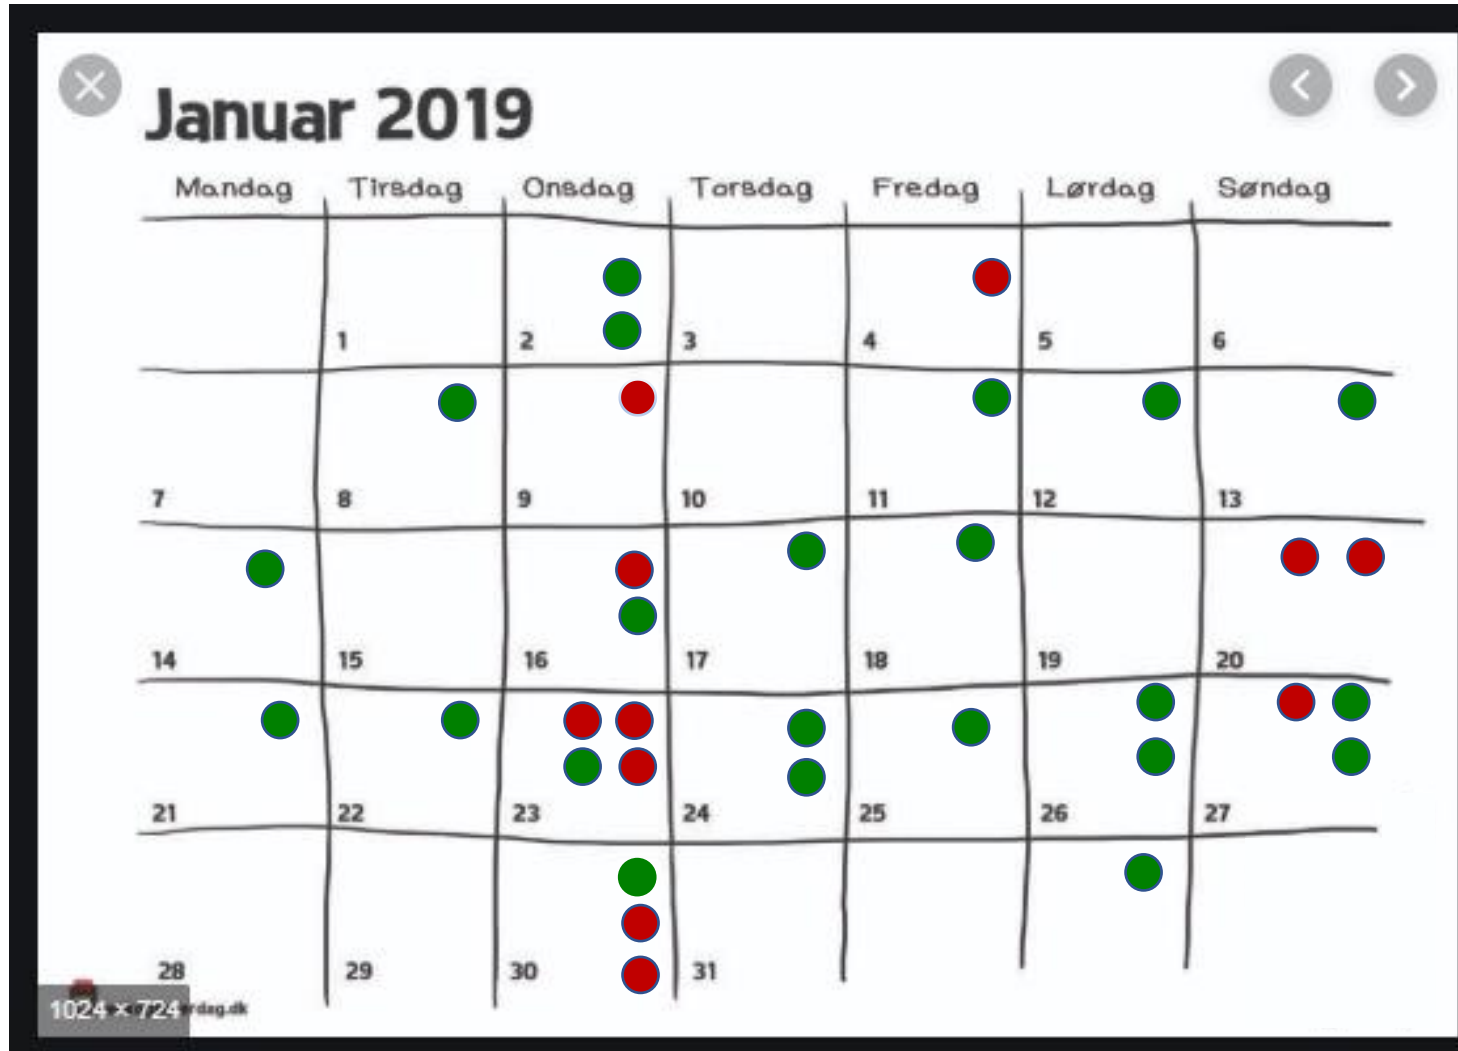 Januar 2019
Mandag Tirsdag Onsdag Torsdag Fredag Lørdag Søndag
1 2 3 4 5 6
7 8 9 10 11 12 13
14 15 16 17 18 19 20
21 22 23 24 25 26 27
28 29 30 31
1024 × 724